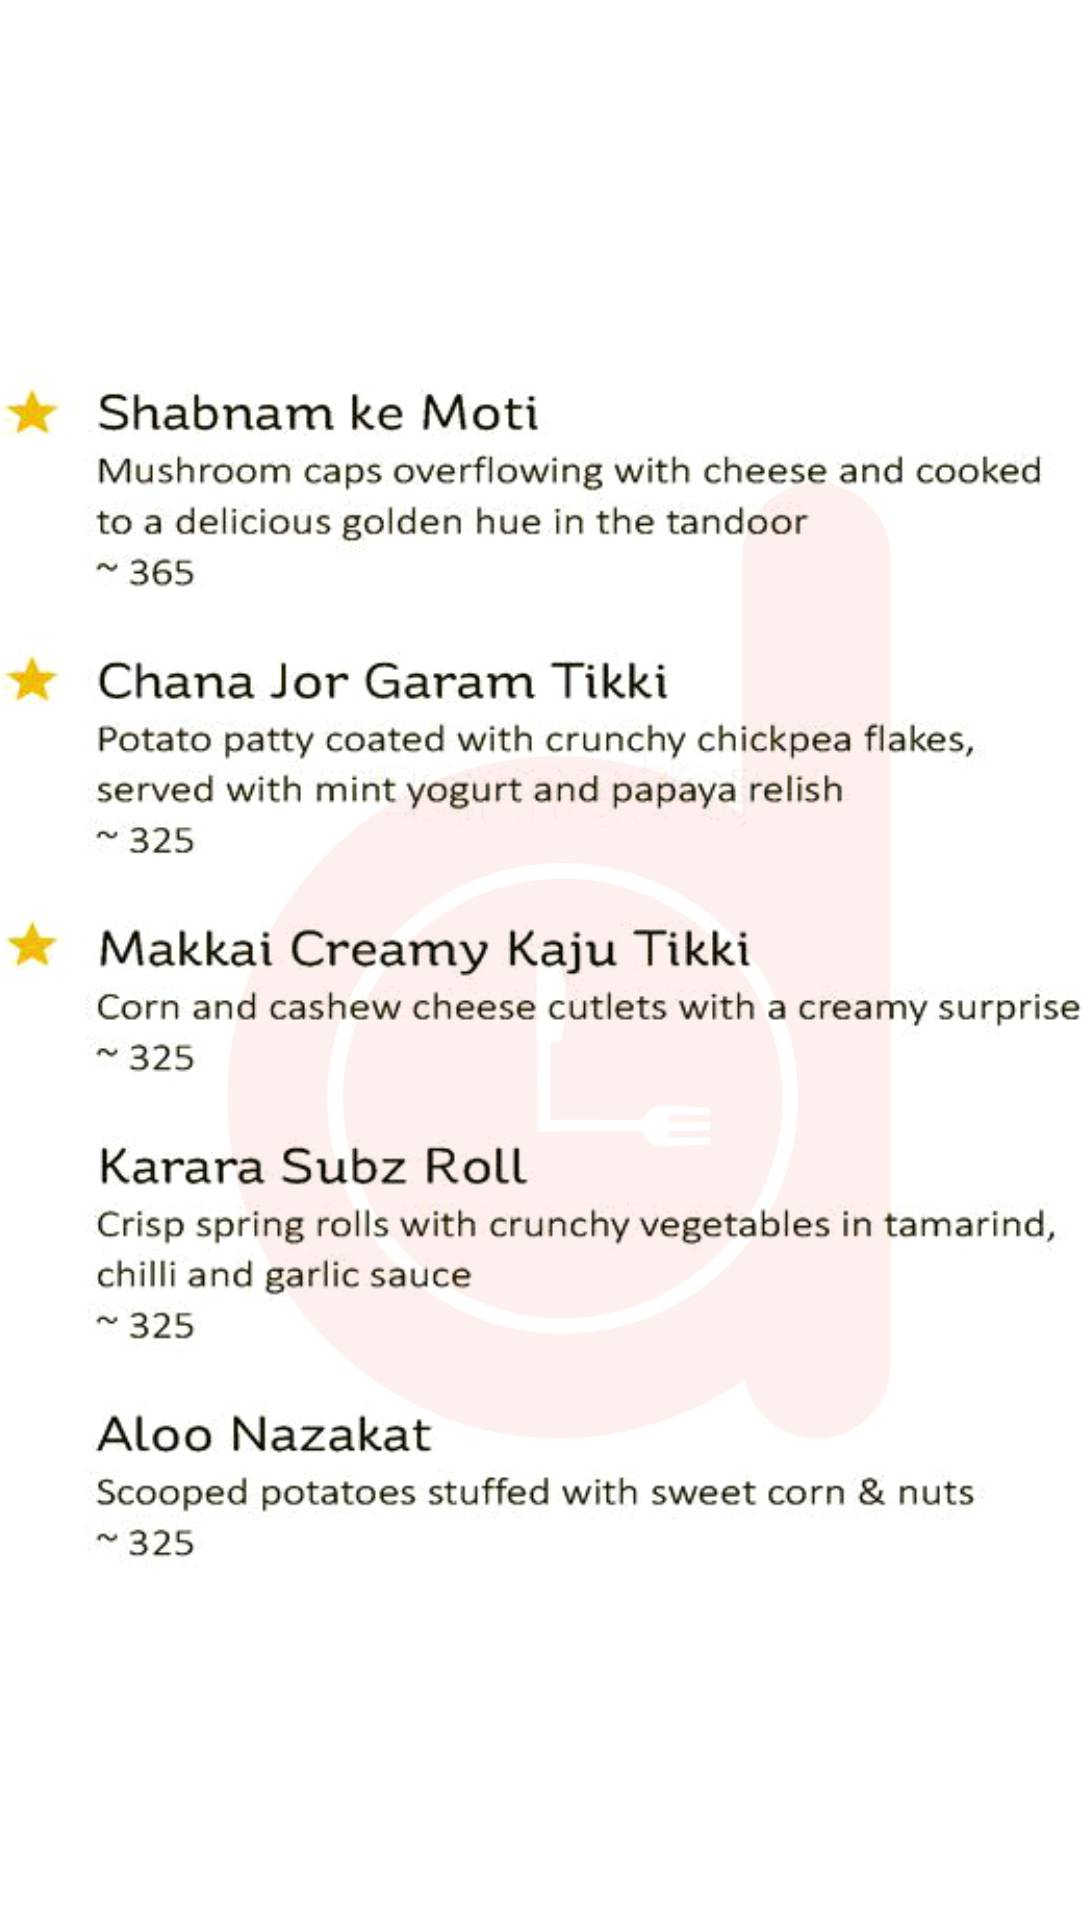 Shabnam ke Moti
Mushroom caps overflowing with cheese and cooked
to a delicious golden hue in the tandoor
~ 365
Chana Jor Garam Tikki
Potato patty coated with crunchy chickpea flakes,
served with mint yogurt and papaya relish
~ 325
Makkai Creamy Kaju Tikki
Corn and cashew cheese cutlets with a creamy surprise
~ 325
Karara Subz Roll
Crisp spring rolls with crunchy vegetables in tamarind,
chilli and garlic sauce
~ 325
Aloo Nazakat
Scooped potatoes stuffed with sweet corn & nuts
~ 325